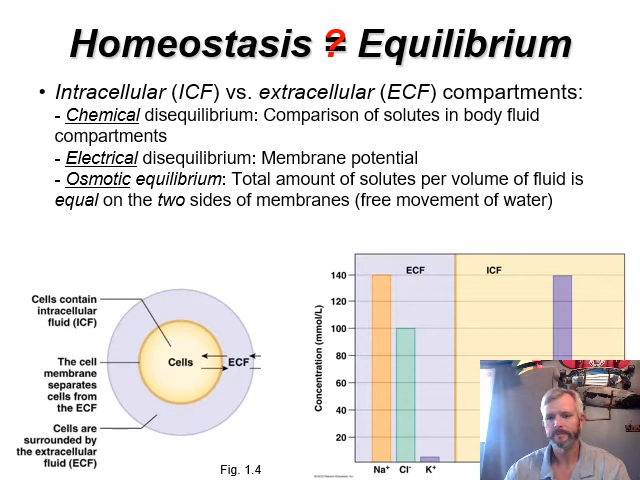 Homeostasis ? = Equilibrium
• Intracellular (ICF) vs. extracellular (ECF) compartments:
- Chemical disequilibrium: Comparison of solutes in body fluid
compartments
- Electrical disequilibrium: Membrane potential
- Osmotic equilibrium: Total amount of solutes per volume of fluid is
equal on the two sides of membranes (free movement of water)
Cells contain
intracellular
fluid (ICF)
The cell
membrane
separates
cells from
the ECF
Cells are
surrounded by
the extracellular
fluid (ECF)
Cells
ECF
Fig. 1.4
ECF
ICF
Concentration (mmol/L)
140
120
100
80
60
40
20
Na⁺ Cl⁻ K⁺